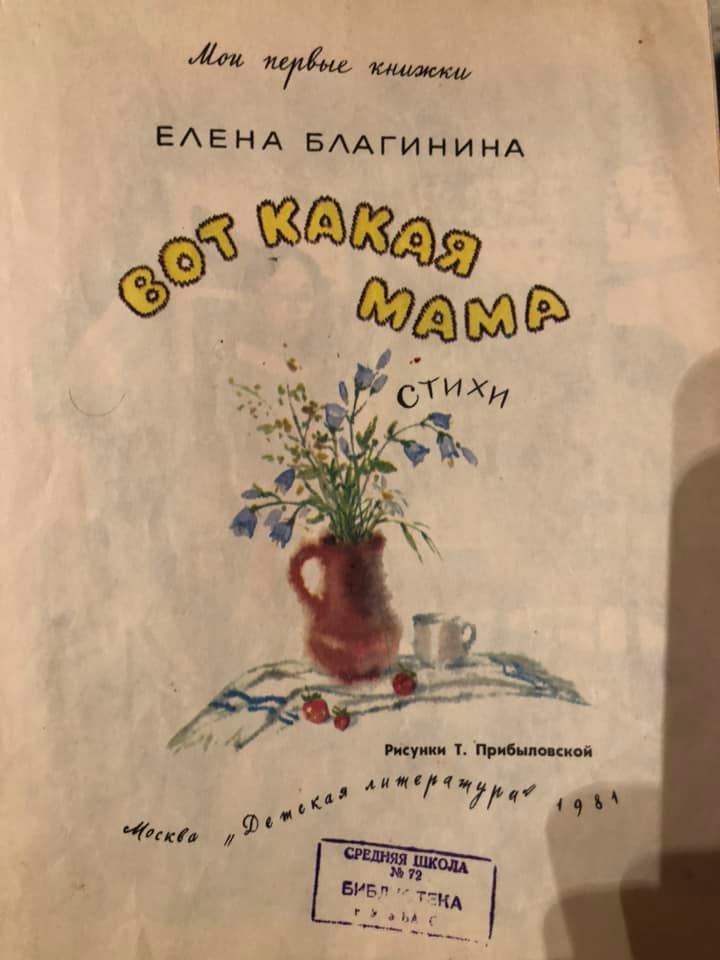 Мои первые книжки
ЕЛЕНА БЛАГИНИНА
ВОТ КАКАЯ
МАМА
СТИХИ
Рисунки Т. Прибыловской
Москва „Детская литература" 1981
СРЕДНЯЯ ШКОЛА
№ 72
БИБЛИОТЕКА